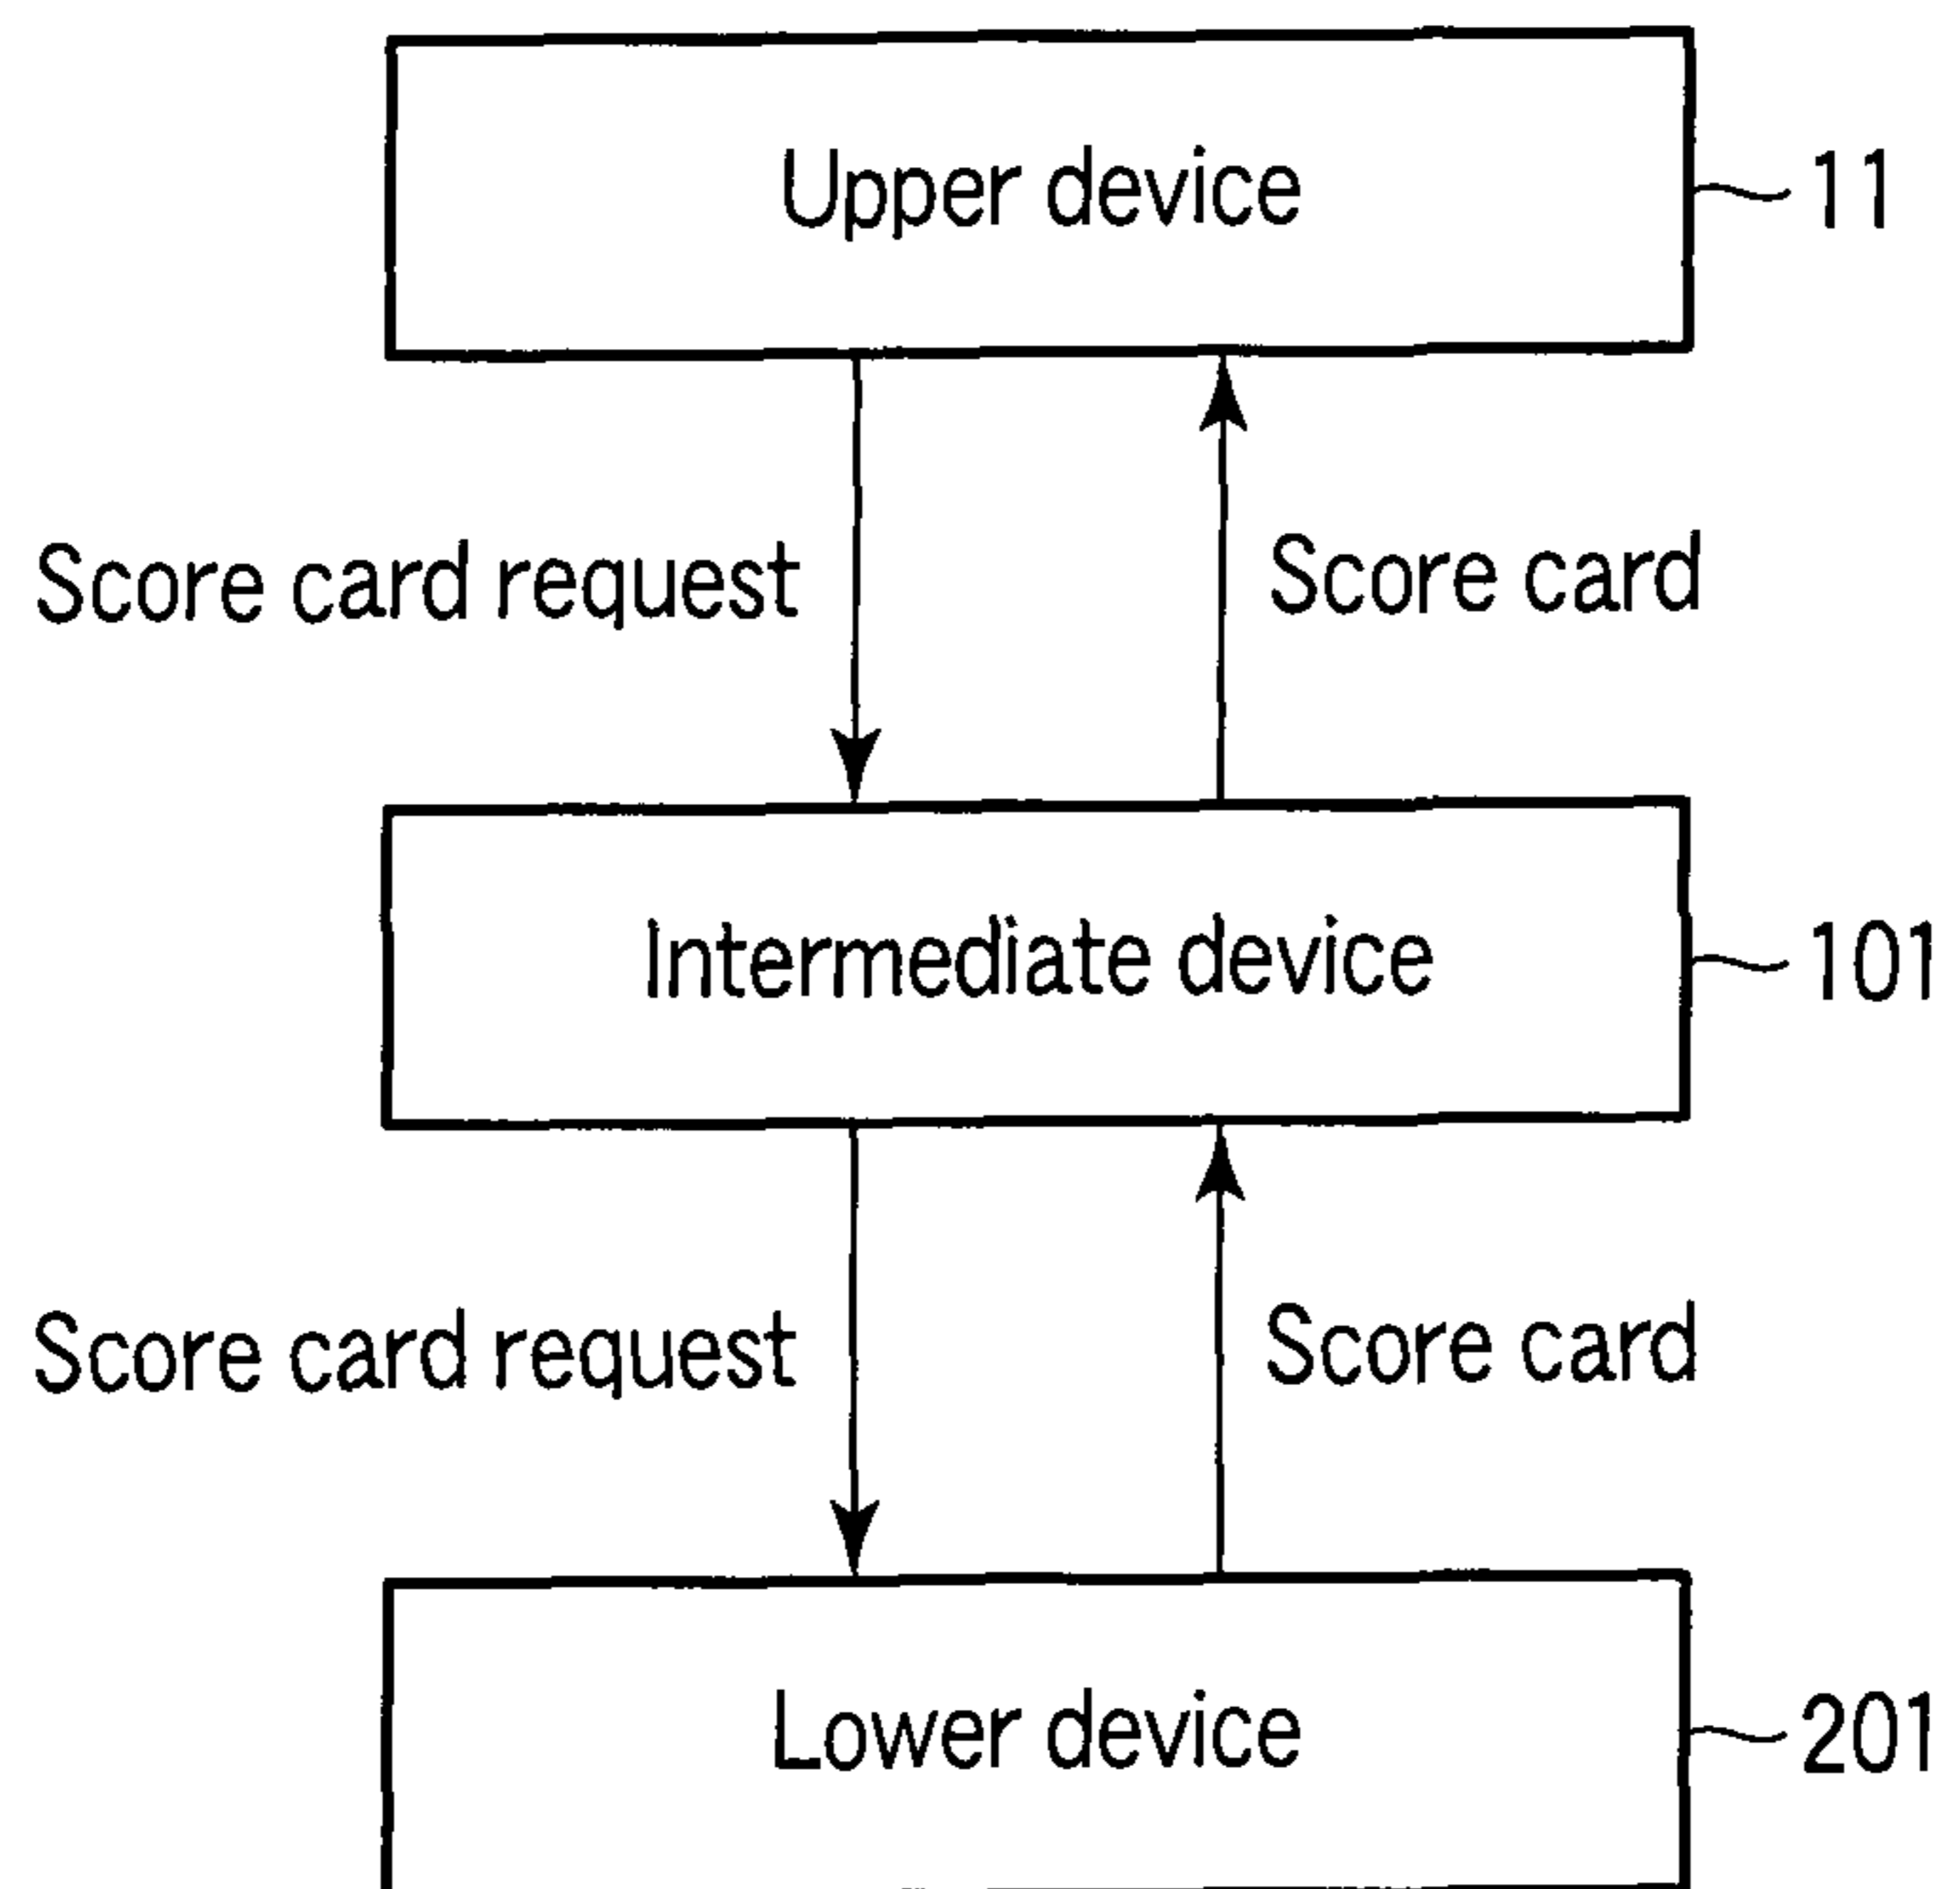 Upper device 11
Score card request Score card
Intermediate device 101
Score card request Score card
Lower device 201